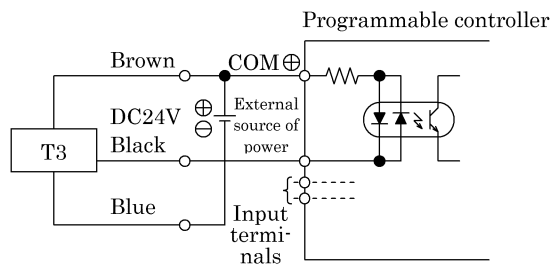 Programmable controller
Brown
COM⊕
DC24V
⊕
⊖
External
source of
power
T3
Black
Blue
Input
termi-
nals